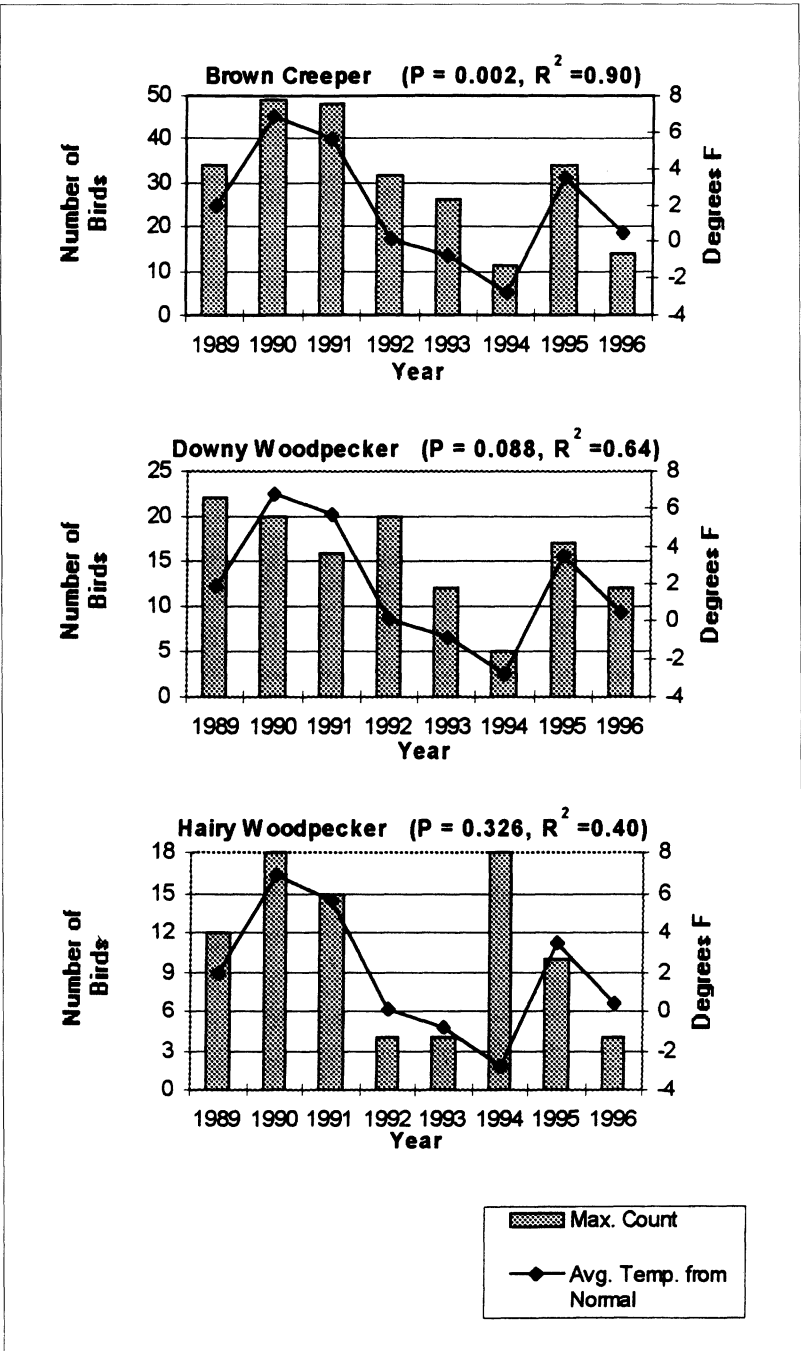 Brown Creeper (P = 0.002, R² =0.90)
Number of Birds
50
40
30
20
10
0
8
6
4
2
0
-2
-4
Degrees F
1989 1990 1991 1992 1993 1994 1995 1996
Year
Downy Woodpecker (P = 0.088, R² =0.64)
Number of Birds
25
20
15
10
5
0
8
6
4
2
0
-2
-4
Degrees F
1989 1990 1991 1992 1993 1994 1995 1996
Year
Hairy Woodpecker (P = 0.326, R² =0.40)
Number of Birds
18
15
12
9
6
3
0
8
6
4
2
0
-2
-4
Degrees F
1989 1990 1991 1992 1993 1994 1995 1996
Year
Max. Count
Avg. Temp. from
Normal